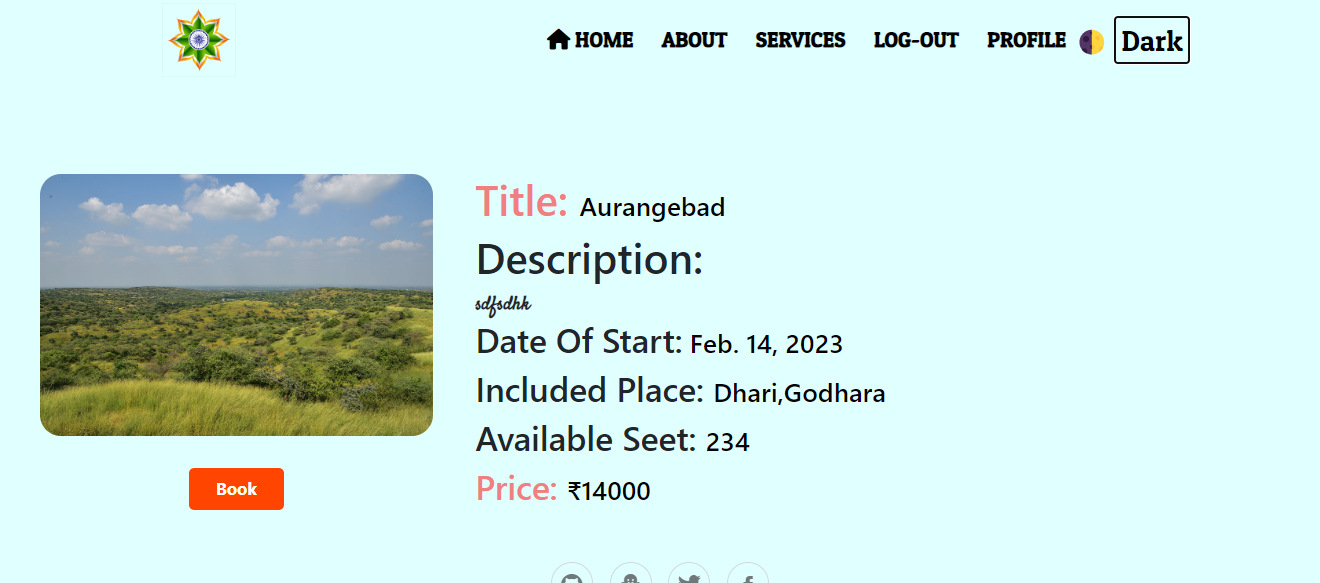 HOME ABOUT SERVICES LOG-OUT PROFILE Dark
Title: Aurangebad
Description:
sdfsdhk
Date Of Start: Feb. 14, 2023
Included Place: Dhari,Godhara
Available Seet: 234
Price: ₹14000
Book